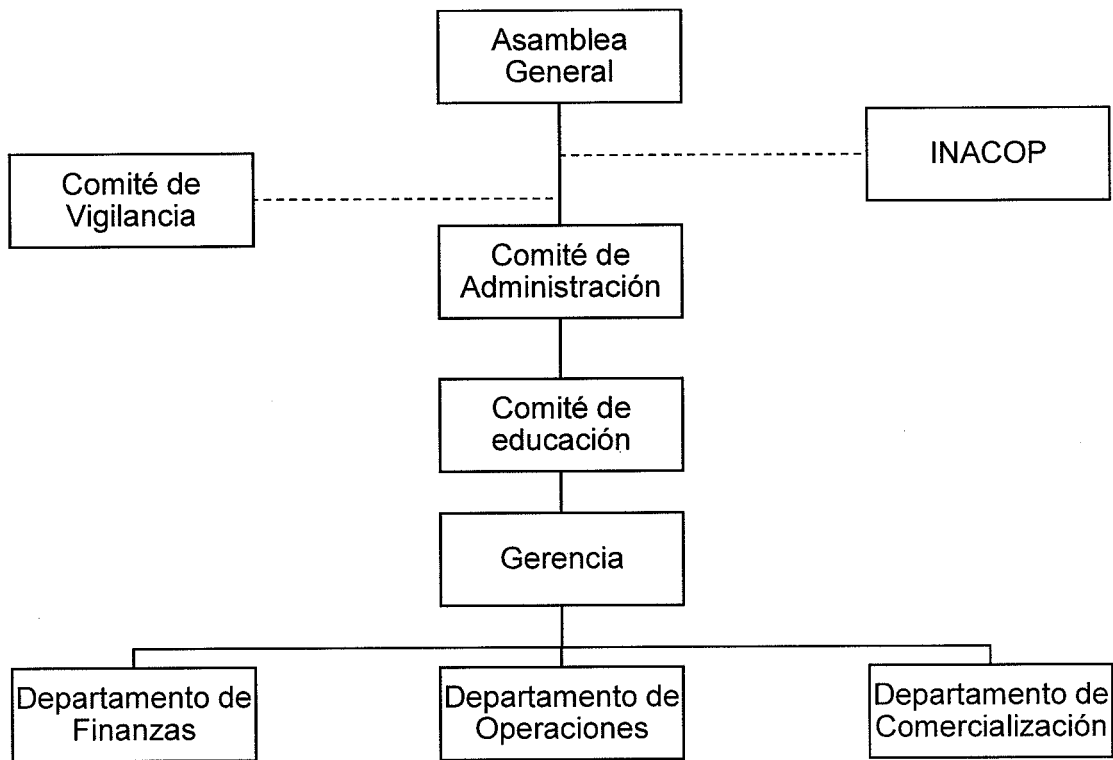 Asamblea
General
INACOP
Comité de
Vigilancia
Comité de
Administración
Comité de
educación
Gerencia
Departamento de
Finanzas
Departamento de
Operaciones
Departamento de
Comercialización